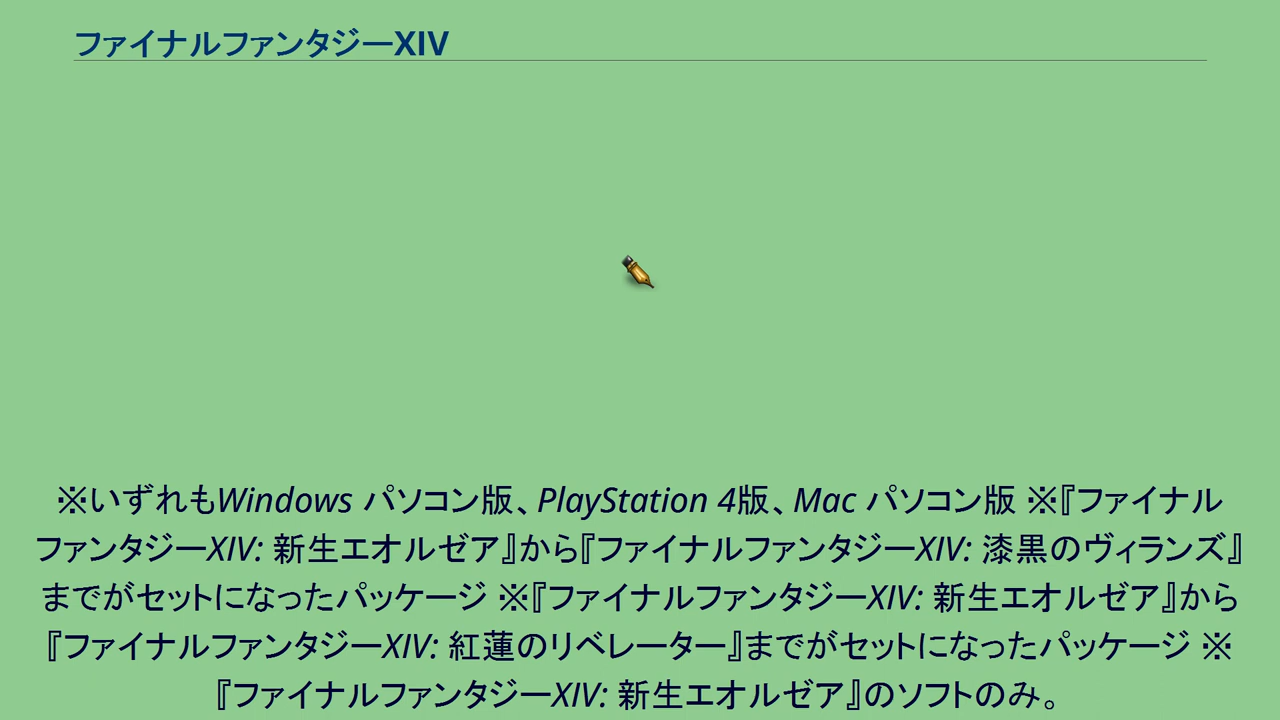 ファイナルファンタジーXIV
※いずれもWindows パソコン版、PlayStation 4版、Mac パソコン版 ※『ファイナル
ファンタジーXIV: 新生エオルゼア』から『ファイナルファンタジーXIV: 漆黒のヴィランズ』
までがセットになったパッケージ ※『ファイナルファンタジーXIV: 新生エオルゼア』から
『ファイナルファンタジーXIV: 紅蓮のリベレーター』までがセットになったパッケージ ※
『ファイナルファンタジーXIV: 新生エオルゼア』のソフトのみ。